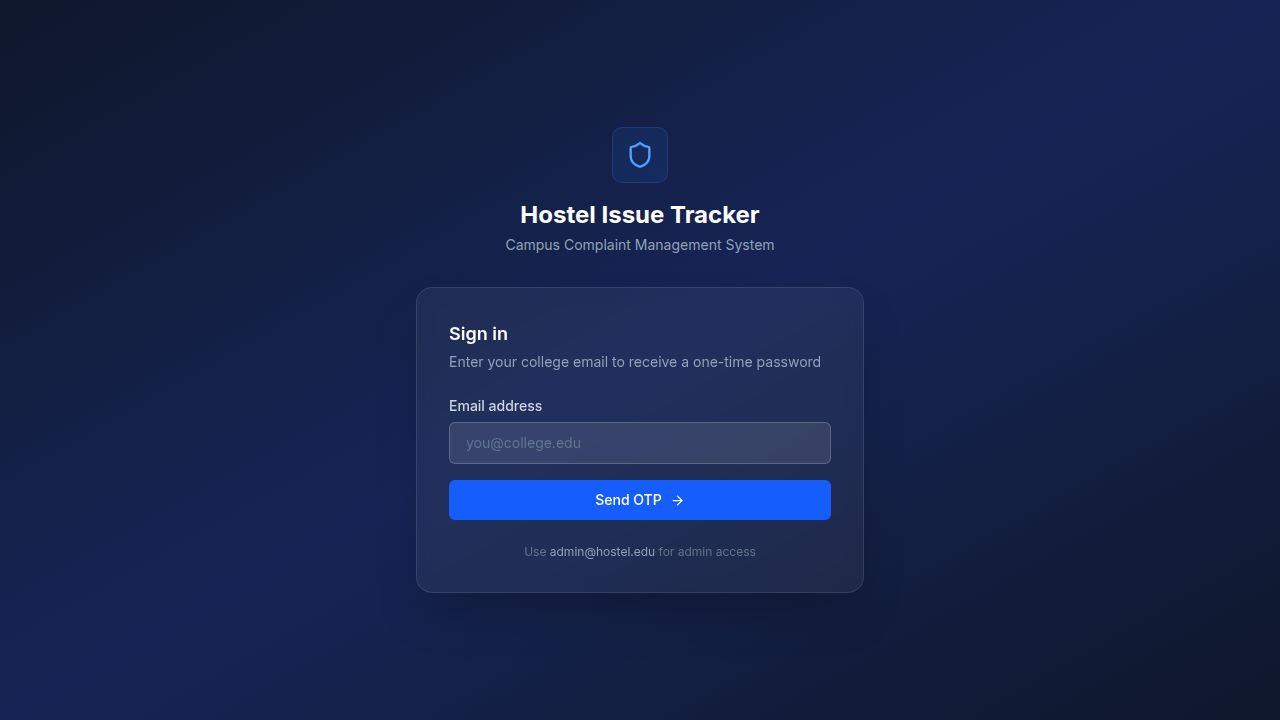 Hostel Issue Tracker
Campus Complaint Management System
Sign in
Enter your college email to receive a one-time password
Email address
you@college.edu
Send OTP →
Use admin@hostel.edu for admin access